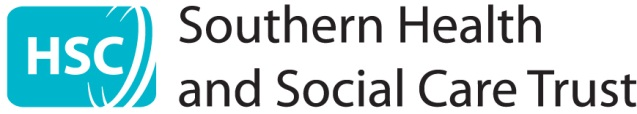 HSC
Southern Health
and Social Care Trust